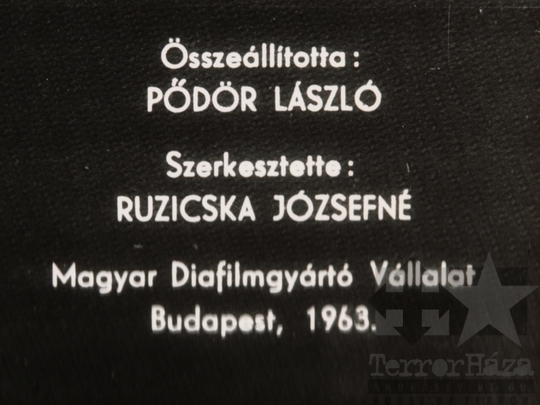 Összeállította:
PŐDÖR LÁSZLÓ
Szerkesztette:
RUZICSKA JÓZSEFNÉ
Magyar Diafilmgyártó Vállalat
Budapest, 1963.
TerrorHáza